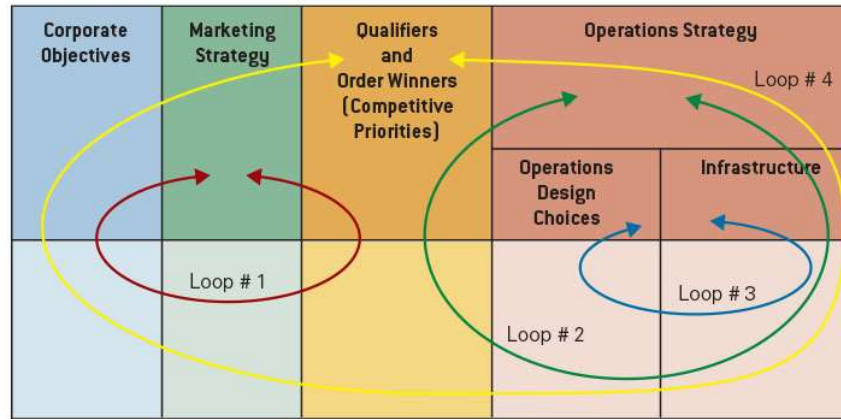 Corporate
Objectives
Marketing
Strategy
Qualifiers
and
Order Winners
(Competitive
Priorities)
Operations Strategy
Loop # 4
Operations
Design
Choices
Infrastructure
Loop # 1
Loop # 3
Loop # 2